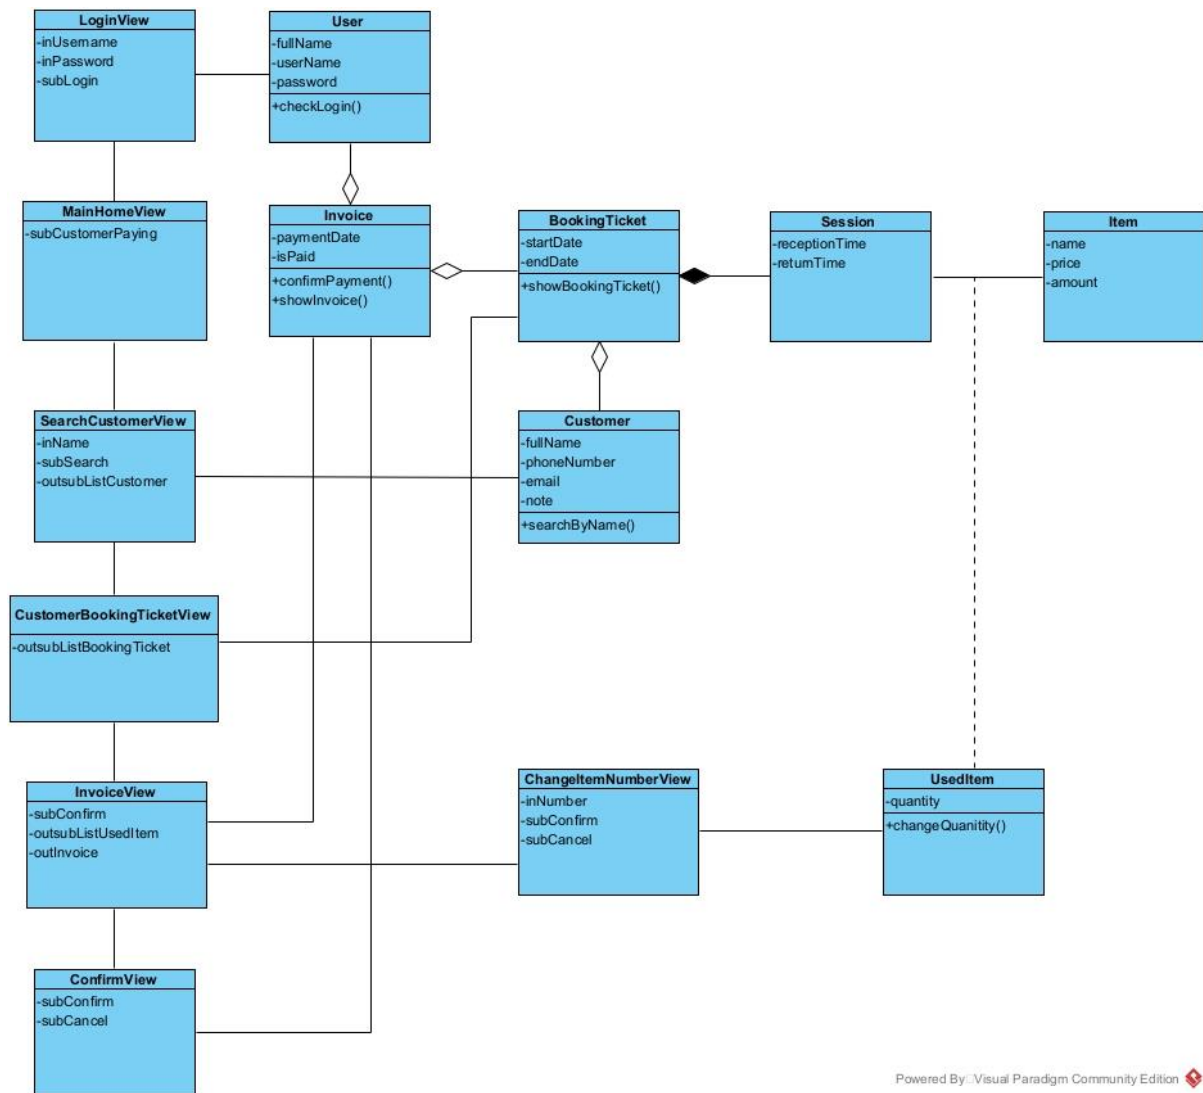 LoginView
-inUsername
-inPassword
-subLogin
User
-fullName
-userName
-password
+checkLogin()
MainHomeView
-subCustomerPaying
Invoice
-paymentDate
-isPaid
+confirmPayment()
+showInvoice()
BookingTicket
-startDate
-endDate
+showBookingTicket()
Session
-receptionTime
-returnTime
Item
-name
-price
-amount
SearchCustomerView
-inName
-subSearch
-outsubListCustomer
Customer
-fullName
-phoneNumber
-email
-note
+searchByName()
CustomerBookingTicketView
-outsubListBookingTicket
InvoiceView
-subConfirm
-outsubListUsedItem
-outInvoice
ChangeItemNumberView
-inNumber
-subConfirm
-subCancel
UsedItem
-quantity
+changeQuanitity()
ConfirmView
-subConfirm
-subCancel
Powered By Visual Paradigm Community Edition